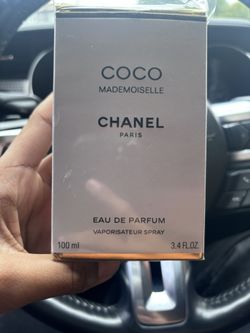 COCO
MADEMOISELLE
CHANEL
PARIS
EAU DE PARFUM
VAPORISATEUR SPRAY
100 ml 3.4 FL.OZ.